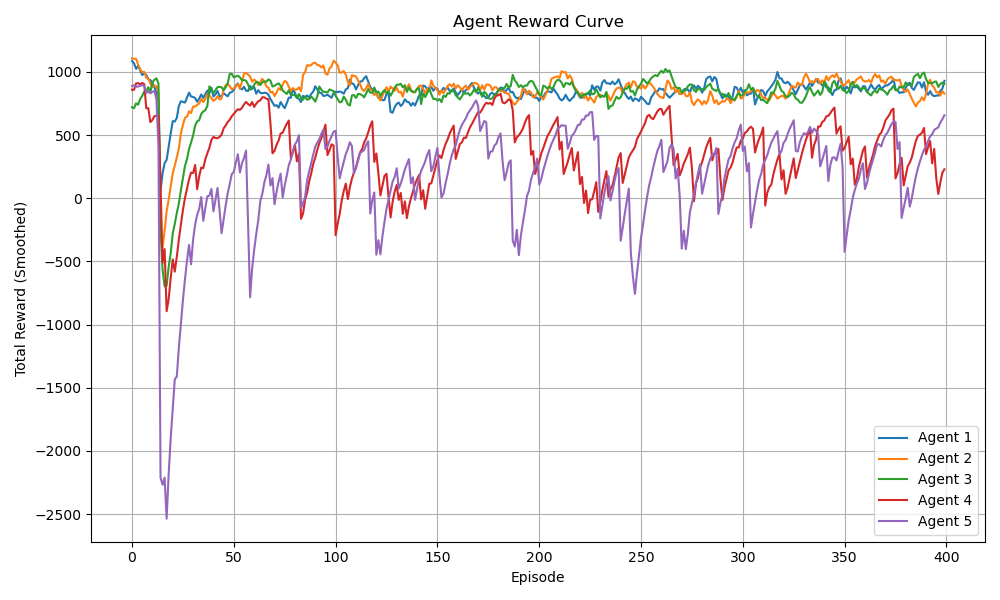 Agent Reward Curve
Total Reward (Smoothed)
1000
500
0
−500
−1000
−1500
−2000
−2500
0 50 100 150 200 250 300 350 400
Episode
Agent 1
Agent 2
Agent 3
Agent 4
Agent 5